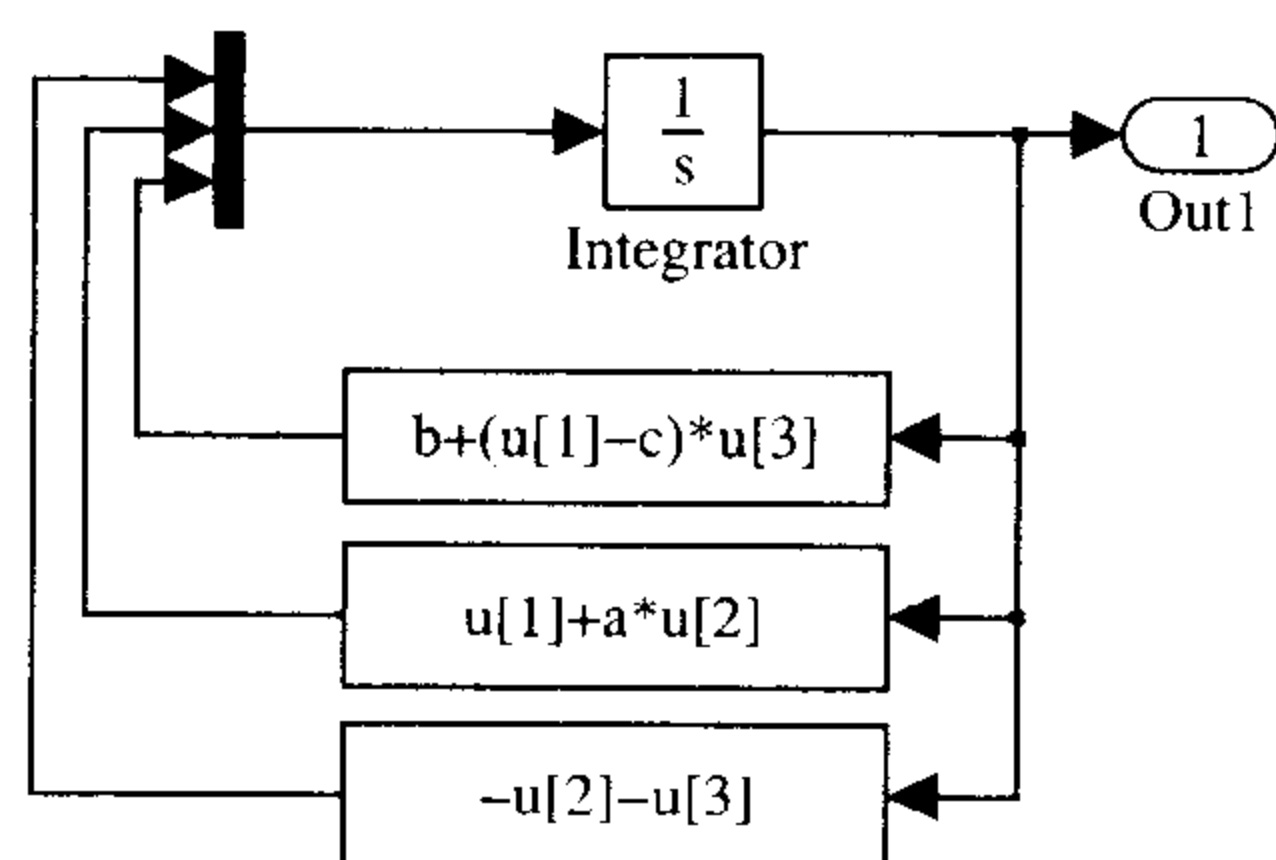 1
s
Integrator
1
Out1
b+(u[1]–c)*u[3]
u[1]+a*u[2]
–u[2]–u[3]